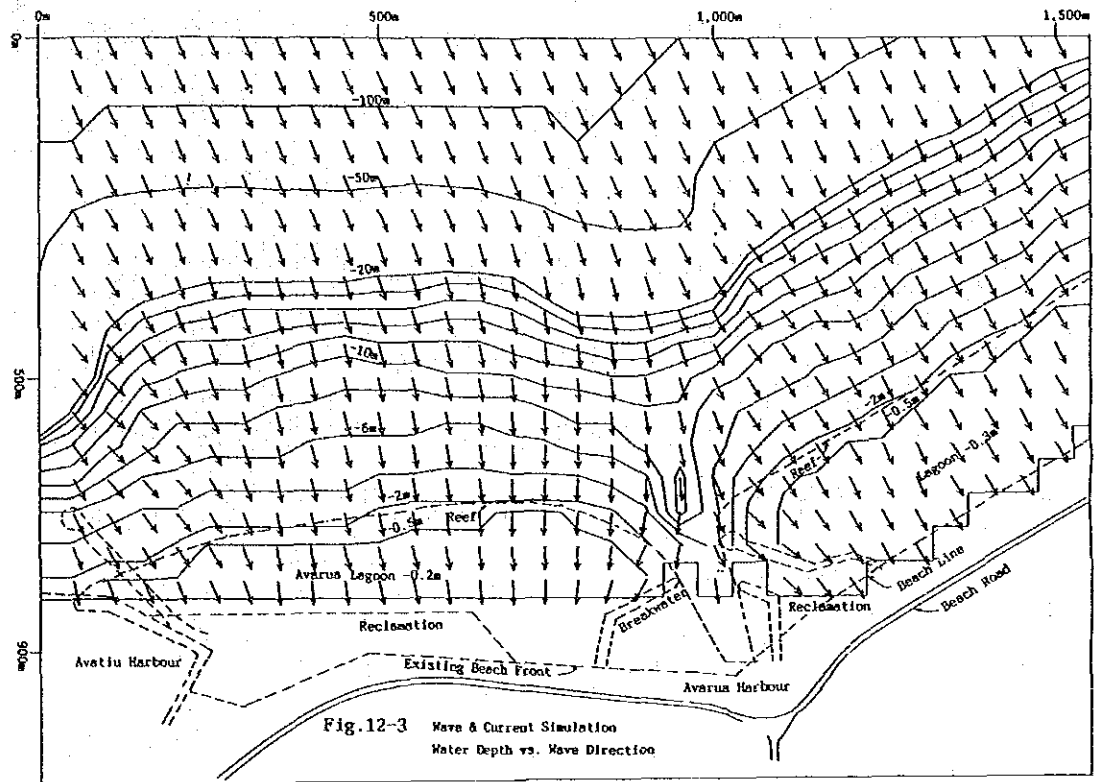 0m
500m
1,000m
1,500m
0m
-100m
-50m
-20m
-10m
500m
-6m
-2m
-0.5m
Reef
-2m
-0.5m
Reef
Lagoon -0.3m
Avarua Lagoon -0.2m
Beach Line
Beach Road
Reclamation
Breakwater
Reclamation
900m
Avatiu Harbour
Existing Beach Front
Avarua Harbour
Fig.12-3 Wave & Current Simulation
Water Depth vs. Wave Direction